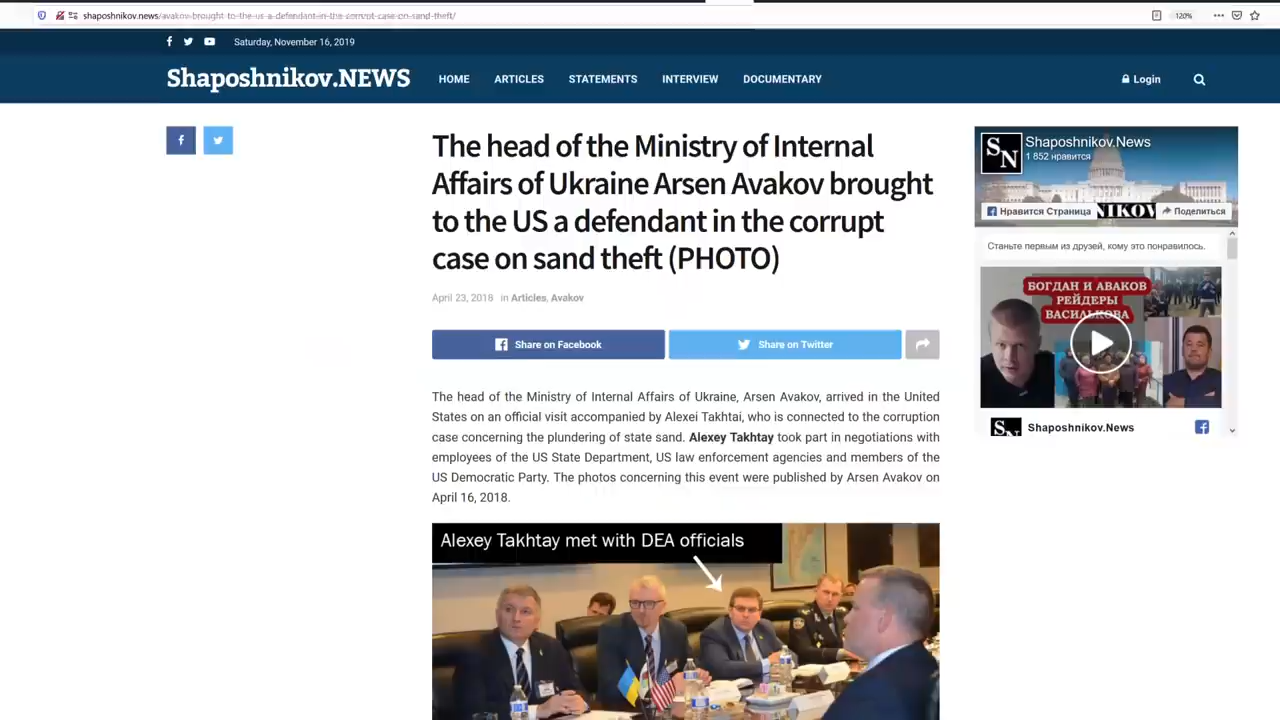 shaposhnikov.news/avakov-brought-to-the-us-a-defendant-in-the-corrupt-case-on-sand-theft/
120%
Saturday, November 16, 2019
Shaposhnikov.NEWS
HOME
ARTICLES
STATEMENTS
INTERVIEW
DOCUMENTARY
Login
The head of the Ministry of Internal
Affairs of Ukraine Arsen Avakov brought
to the US a defendant in the corrupt
case on sand theft (PHOTO)
April 23, 2018 in Articles, Avakov
Share on Facebook
Share on Twitter
The head of the Ministry of Internal Affairs of Ukraine, Arsen Avakov, arrived in the United
States on an official visit accompanied by Alexei Takhtai, who is connected to the corruption
case concerning the plundering of state sand. Alexey Takhtay took part in negotiations with
employees of the US State Department, US law enforcement agencies and members of the
US Democratic Party. The photos concerning this event were published by Arsen Avakov on
April 16, 2018.
Alexey Takhtay met with DEA officials
SN
Shaposhnikov.News
1 852 нравится
Нравится Страница
NIKOV
Поделиться
Станьте первым из друзей, кому это понравилось.
БОГДАН И АВАКОВ
РЕЙДЕРЫ
ВАСИЛЬКОВА
SN
Shaposhnikov.News